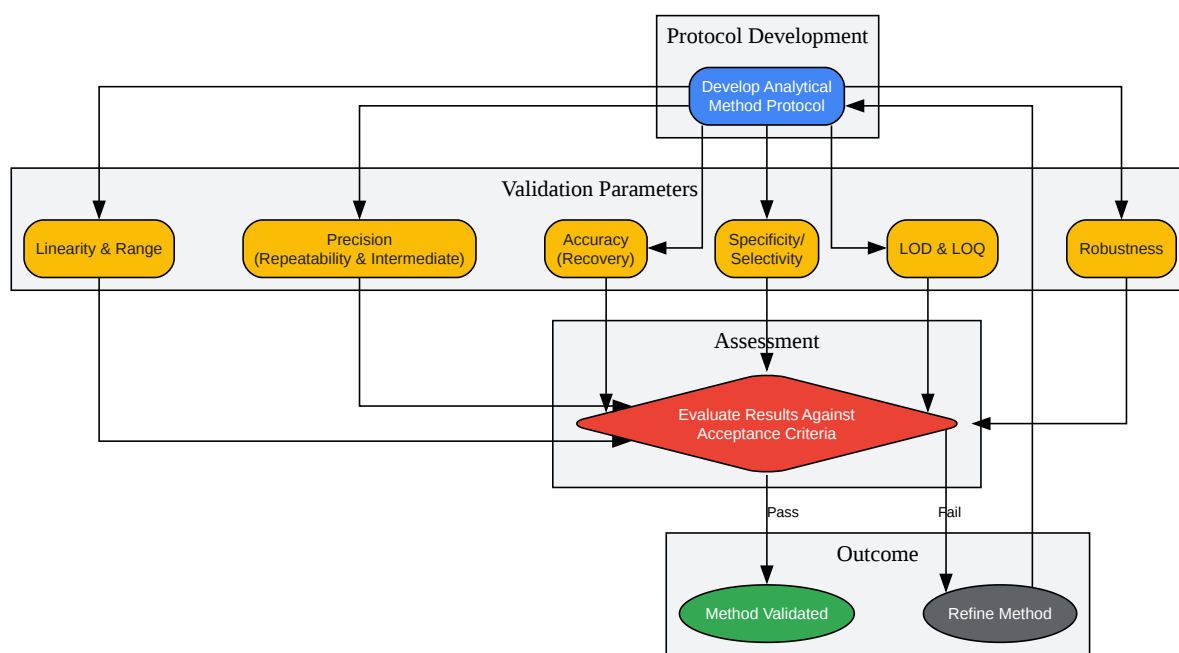 Protocol Development
Develop Analytical
Method Protocol
Validation Parameters
Linearity & Range
Precision
(Repeatability & Intermediate)
Accuracy
(Recovery)
Specificity/
Selectivity
LOD & LOQ
Robustness
Assessment
Evaluate Results Against
Acceptance Criteria
Pass
Fail
Outcome
Method Validated
Refine Method